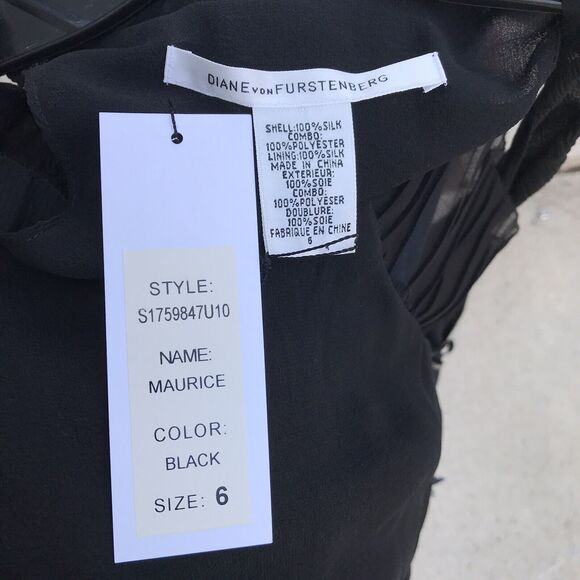 DIANE VON FURSTENBERG
SHELL:100%SILK
COMBO:
100%POLYESTER
LINING:100%SILK
MADE IN CHINA
EXTERIEUR:
100%SOIE
COMBO:
100%POLYESER
DOUBLURE:
100%SOIE
FABRIQUE EN CHINE
6
STYLE:
S1759847U10
NAME:
MAURICE
COLOR:
BLACK
SIZE: 6